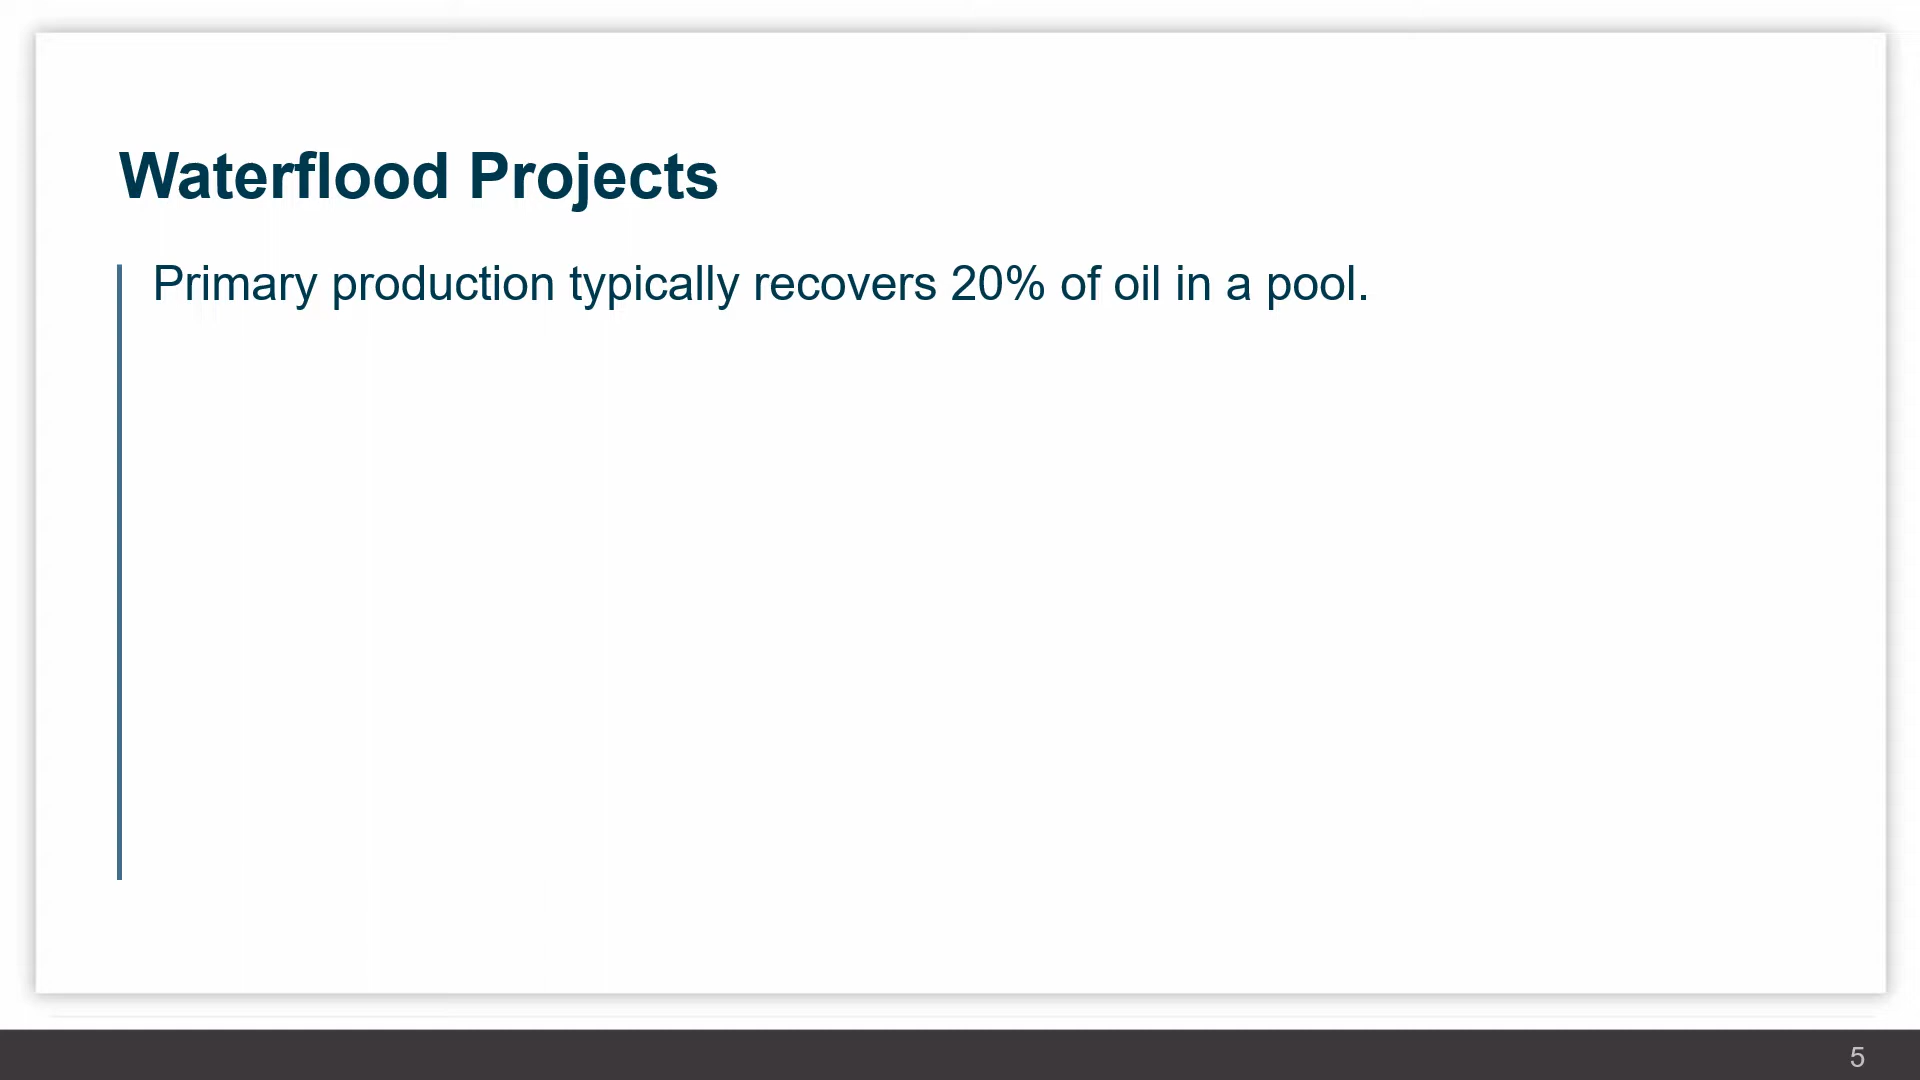 Waterflood Projects
Primary production typically recovers 20% of oil in a pool.
5